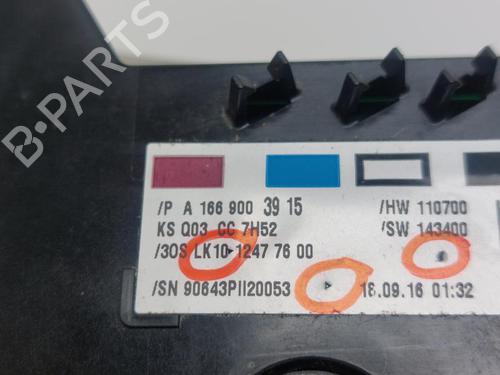 B-PARTS
/P A 166 900 39 15
/HW 110700
KS Q03 CC 7H52
/SW 143400
/3OS LK10-1247 76 00
/SN 90643PII20053
16.09.16 01:32